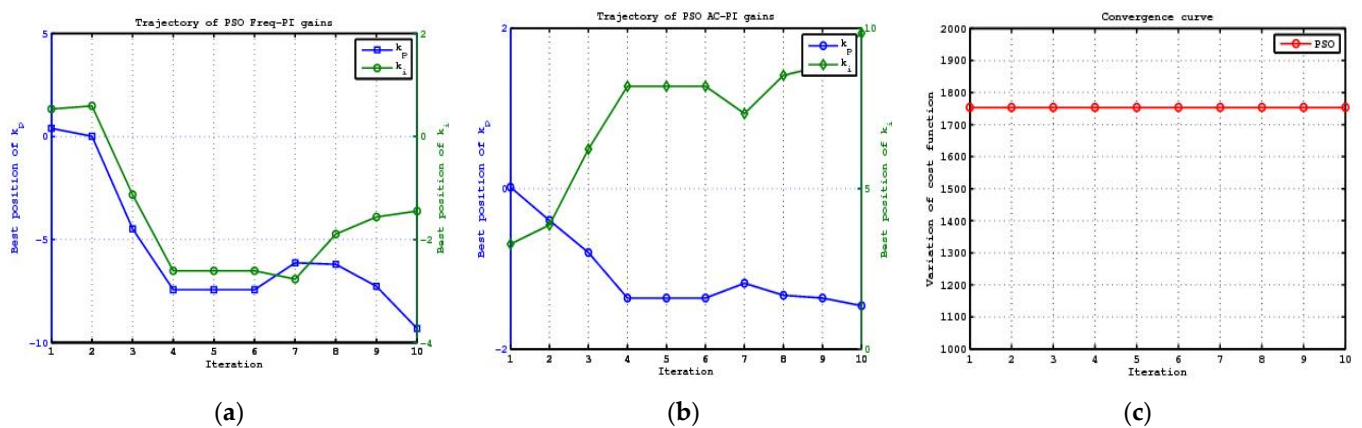 Trajectory of PSO Freq-PI gains
5
0
-5
-10
Best position of k_p
2
0
-2
-4
Best position of k_i
k_p
k_i
1 2 3 4 5 6 7 8 9 10
Iteration
(a)
Trajectory of PSO AC-PI gains
2
0
-2
Best position of k_p
10
5
0
Best position of k_i
k_p
k_i
1 2 3 4 5 6 7 8 9 10
Iteration
(b)
Convergence curve
2000
1900
1800
1700
1600
1500
1400
1300
1200
1100
1000
Variation of cost function
PSO
1 2 3 4 5 6 7 8 9 10
Iteration
(c)